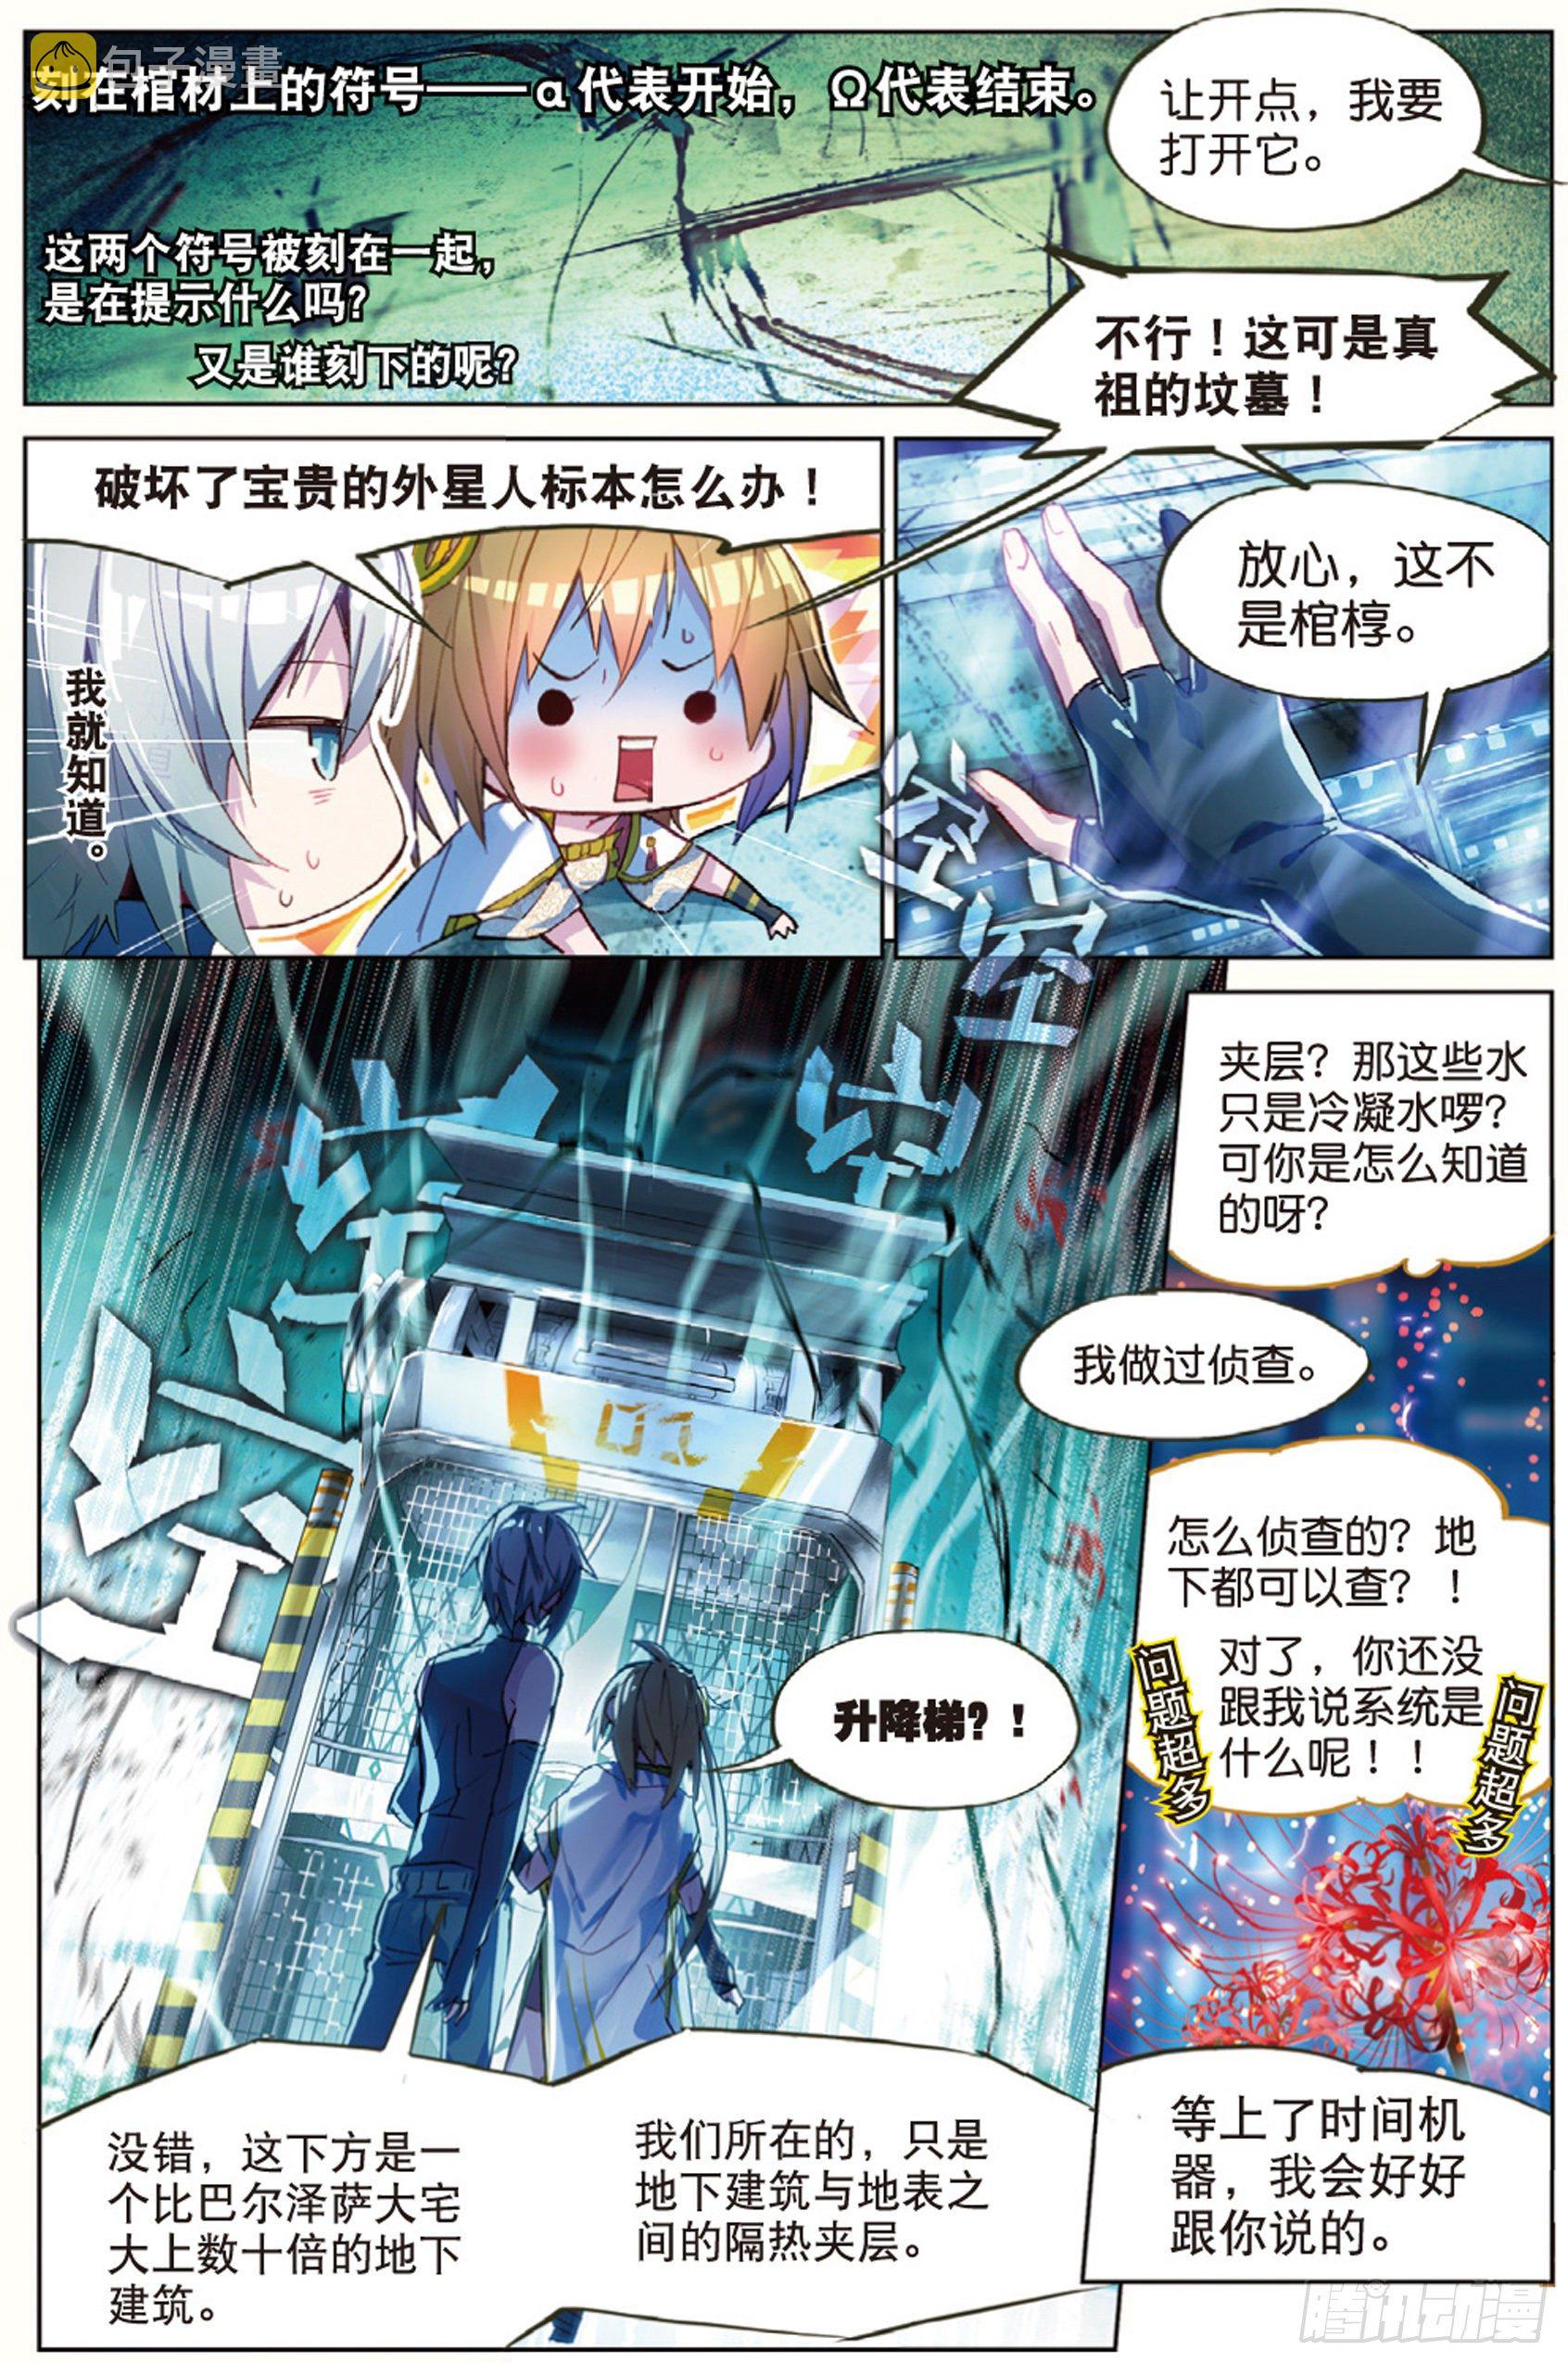 包子漫畫
刻在棺材上的符号——α代表开始，Ω代表结束。
让开点，我要
打开它。
这两个符号被刻在一起，
是在提示什么吗？
又是谁刻下的呢？
不行！这可是真
祖的坟墓！
破坏了宝贵的外星人标本怎么办！
我就知道。
放心，这不
是棺椁。
空
空
空
空
空
空
夹层？那这些水
只是冷凝水啰？
可你是怎么知道
的呀？
我做过侦查。
怎么侦查的？地
下都可以查？！
对了，你还没
跟我说系统是
什么呢！！
问题超多
问题超多
升降梯？！
没错，这下方是一
个比巴尔泽萨大宅
大上数十倍的地下
建筑。
我们所在的，只是
地下建筑与地表之
间的隔热夹层。
等上了时间机
器，我会好好
跟你说的。
腾讯动漫